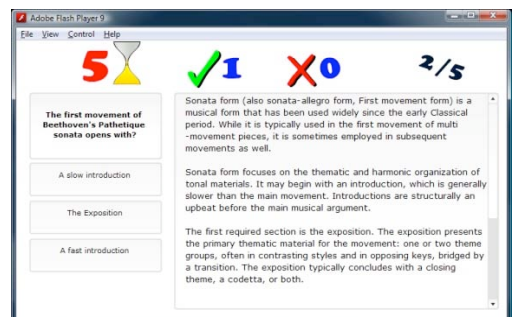 Adobe Flash Player 9
File View Control Help
5
1
0
2/5
The first movement of
Beethoven's Pathetique
sonata opens with?
A slow introduction
The Exposition
A fast introduction
Sonata form (also sonata-allegro form, First movement form) is a
musical form that has been used widely since the early Classical
period. While it is typically used in the first movement of multi
-movement pieces, it is sometimes employed in subsequent
movements as well.
Sonata form focuses on the thematic and harmonic organization of
tonal materials. It may begin with an introduction, which is generally
slower than the main movement. Introductions are structurally an
upbeat before the main musical argument.
The first required section is the exposition. The exposition presents
the primary thematic material for the movement: one or two theme
groups, often in contrasting styles and in opposing keys, bridged by
a transition. The exposition typically concludes with a closing
theme, a codetta, or both.